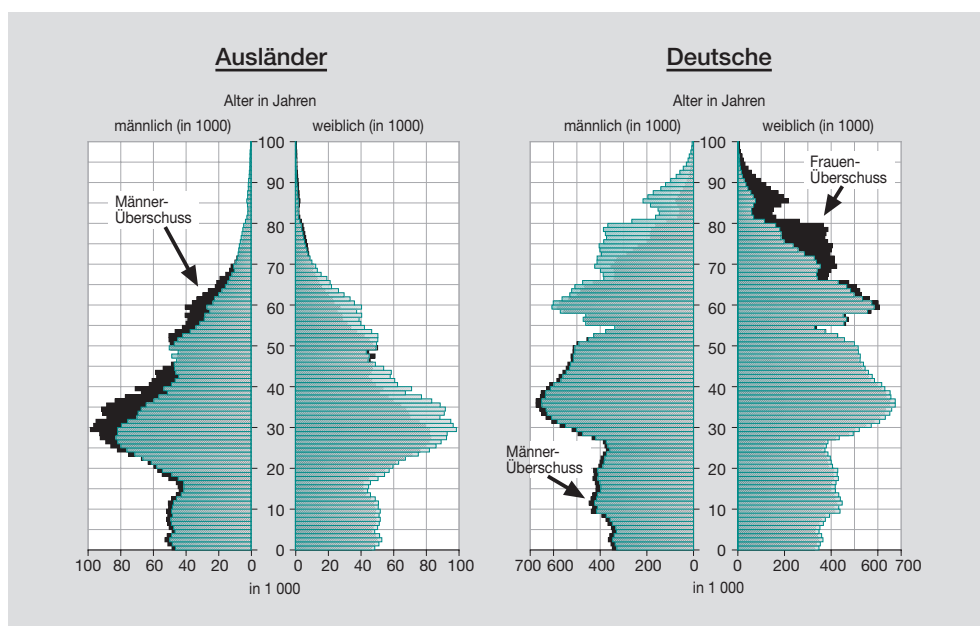 Ausländer
Alter in Jahren
männlich (in 1000)
weiblich (in 1000)
Männer-
Überschuss
100
90
80
70
60
50
40
30
20
10
0
100 80 60 40 20 0
0 20 40 60 80 100
in 1 000
Deutsche
Alter in Jahren
männlich (in 1000)
weiblich (in 1000)
Frauen-
Überschuss
Männer-
Überschuss
100
90
80
70
60
50
40
30
20
10
0
700 600 400 200 0
0 200 400 600 700
in 1 000